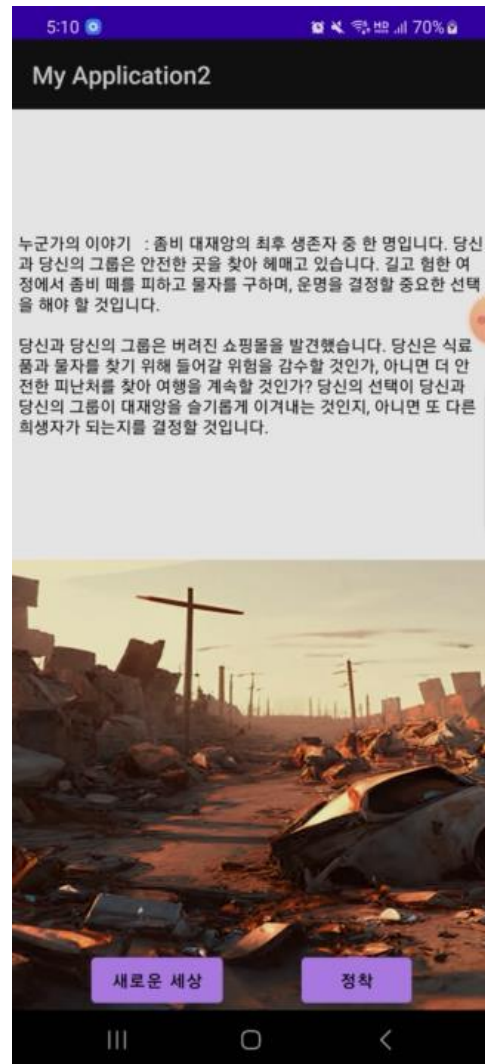 5:10
HD 70%
My Application2
누군가의 이야기 : 좀비 대재앙의 최후 생존자 중 한 명입니다. 당신
과 당신의 그룹은 안전한 곳을 찾아 헤매고 있습니다. 길고 험한 여
정에서 좀비 떼를 피하고 물자를 구하며, 운명을 결정할 중요한 선택
을 해야 할 것입니다.
당신과 당신의 그룹은 버려진 쇼핑몰을 발견했습니다. 당신은 식료
품과 물자를 찾기 위해 들어갈 위험을 감수할 것인가, 아니면 더 안
전한 피난처를 찾아 여행을 계속할 것인가? 당신의 선택이 당신과
당신의 그룹이 대재앙을 슬기롭게 이겨내는 것인지, 아니면 또 다른
희생자가 되는지를 결정할 것입니다.
새로운 세상 정착